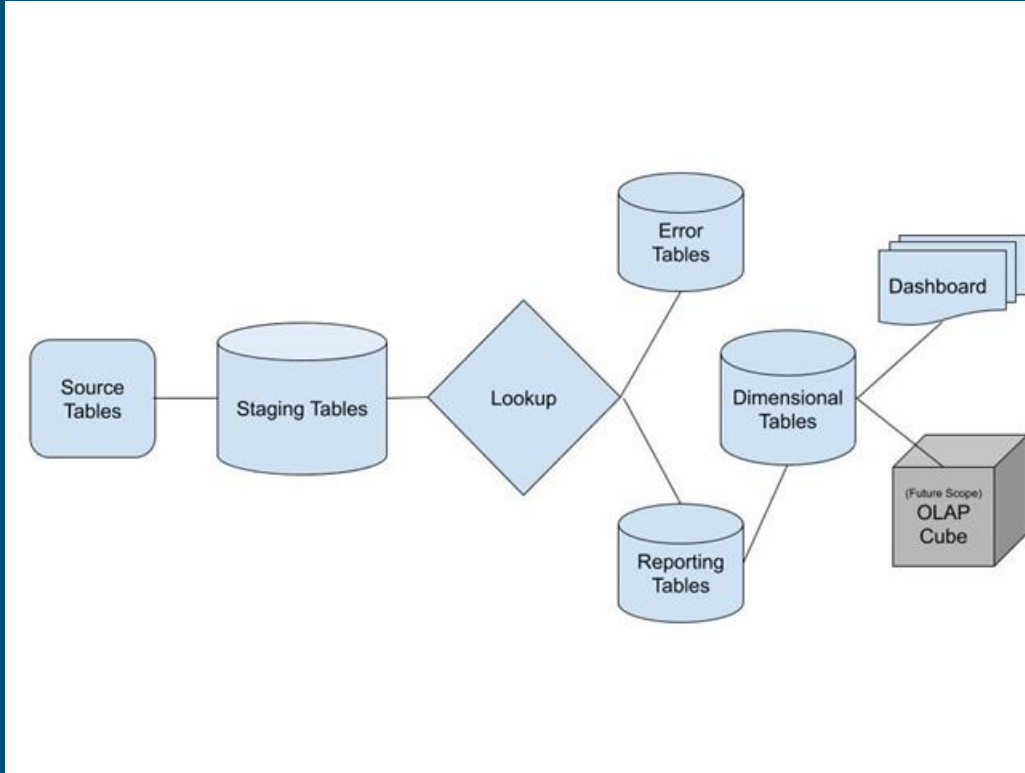 Source
Tables
Staging Tables
Lookup
Error
Tables
Reporting
Tables
Dimensional
Tables
Dashboard
(Future Scope)
OLAP
Cube